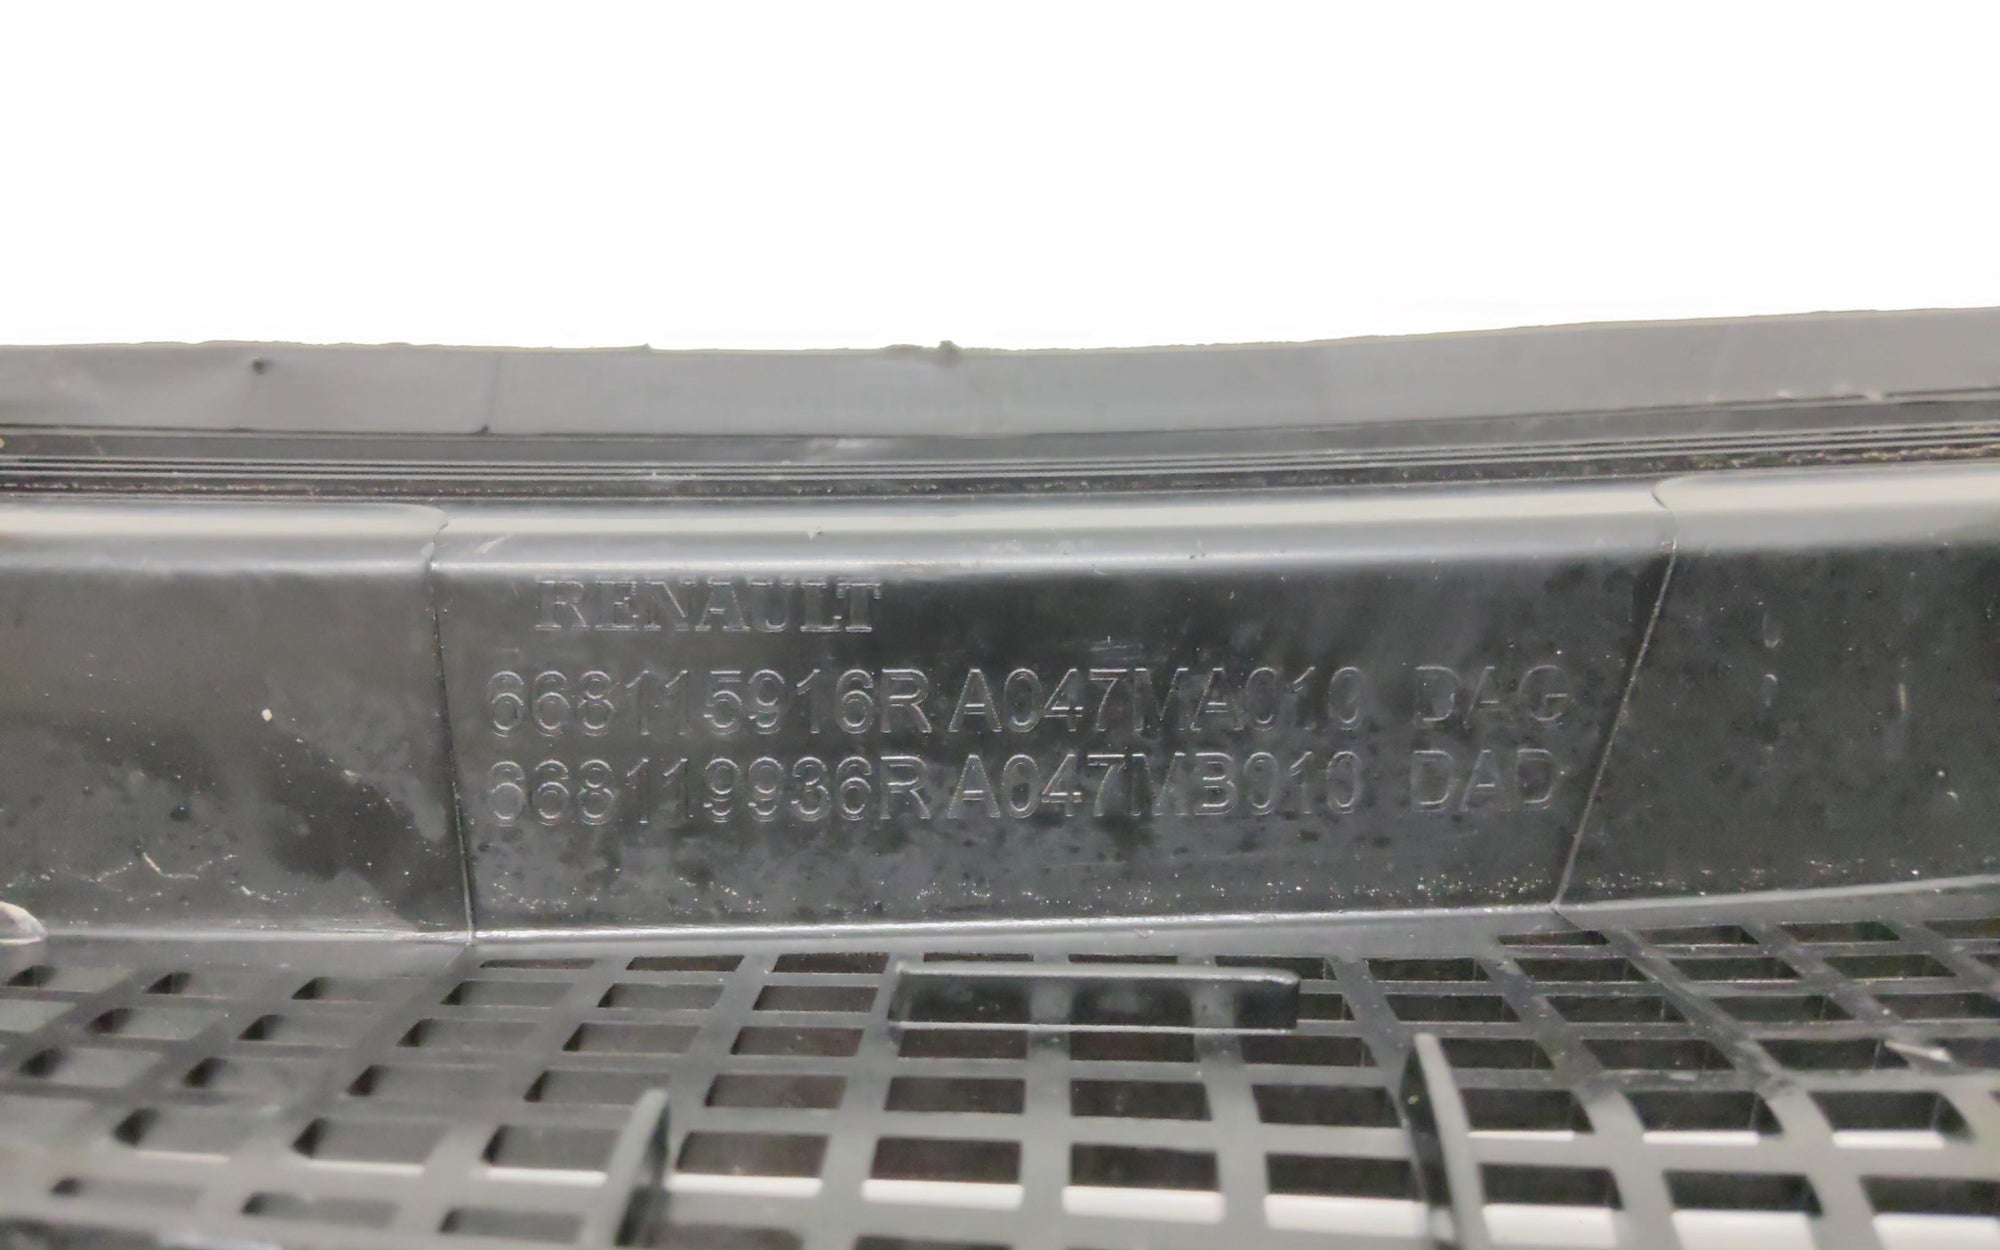 RENAULT
668115916R A047MA010 DAG
668119936R A047MB010 DAD